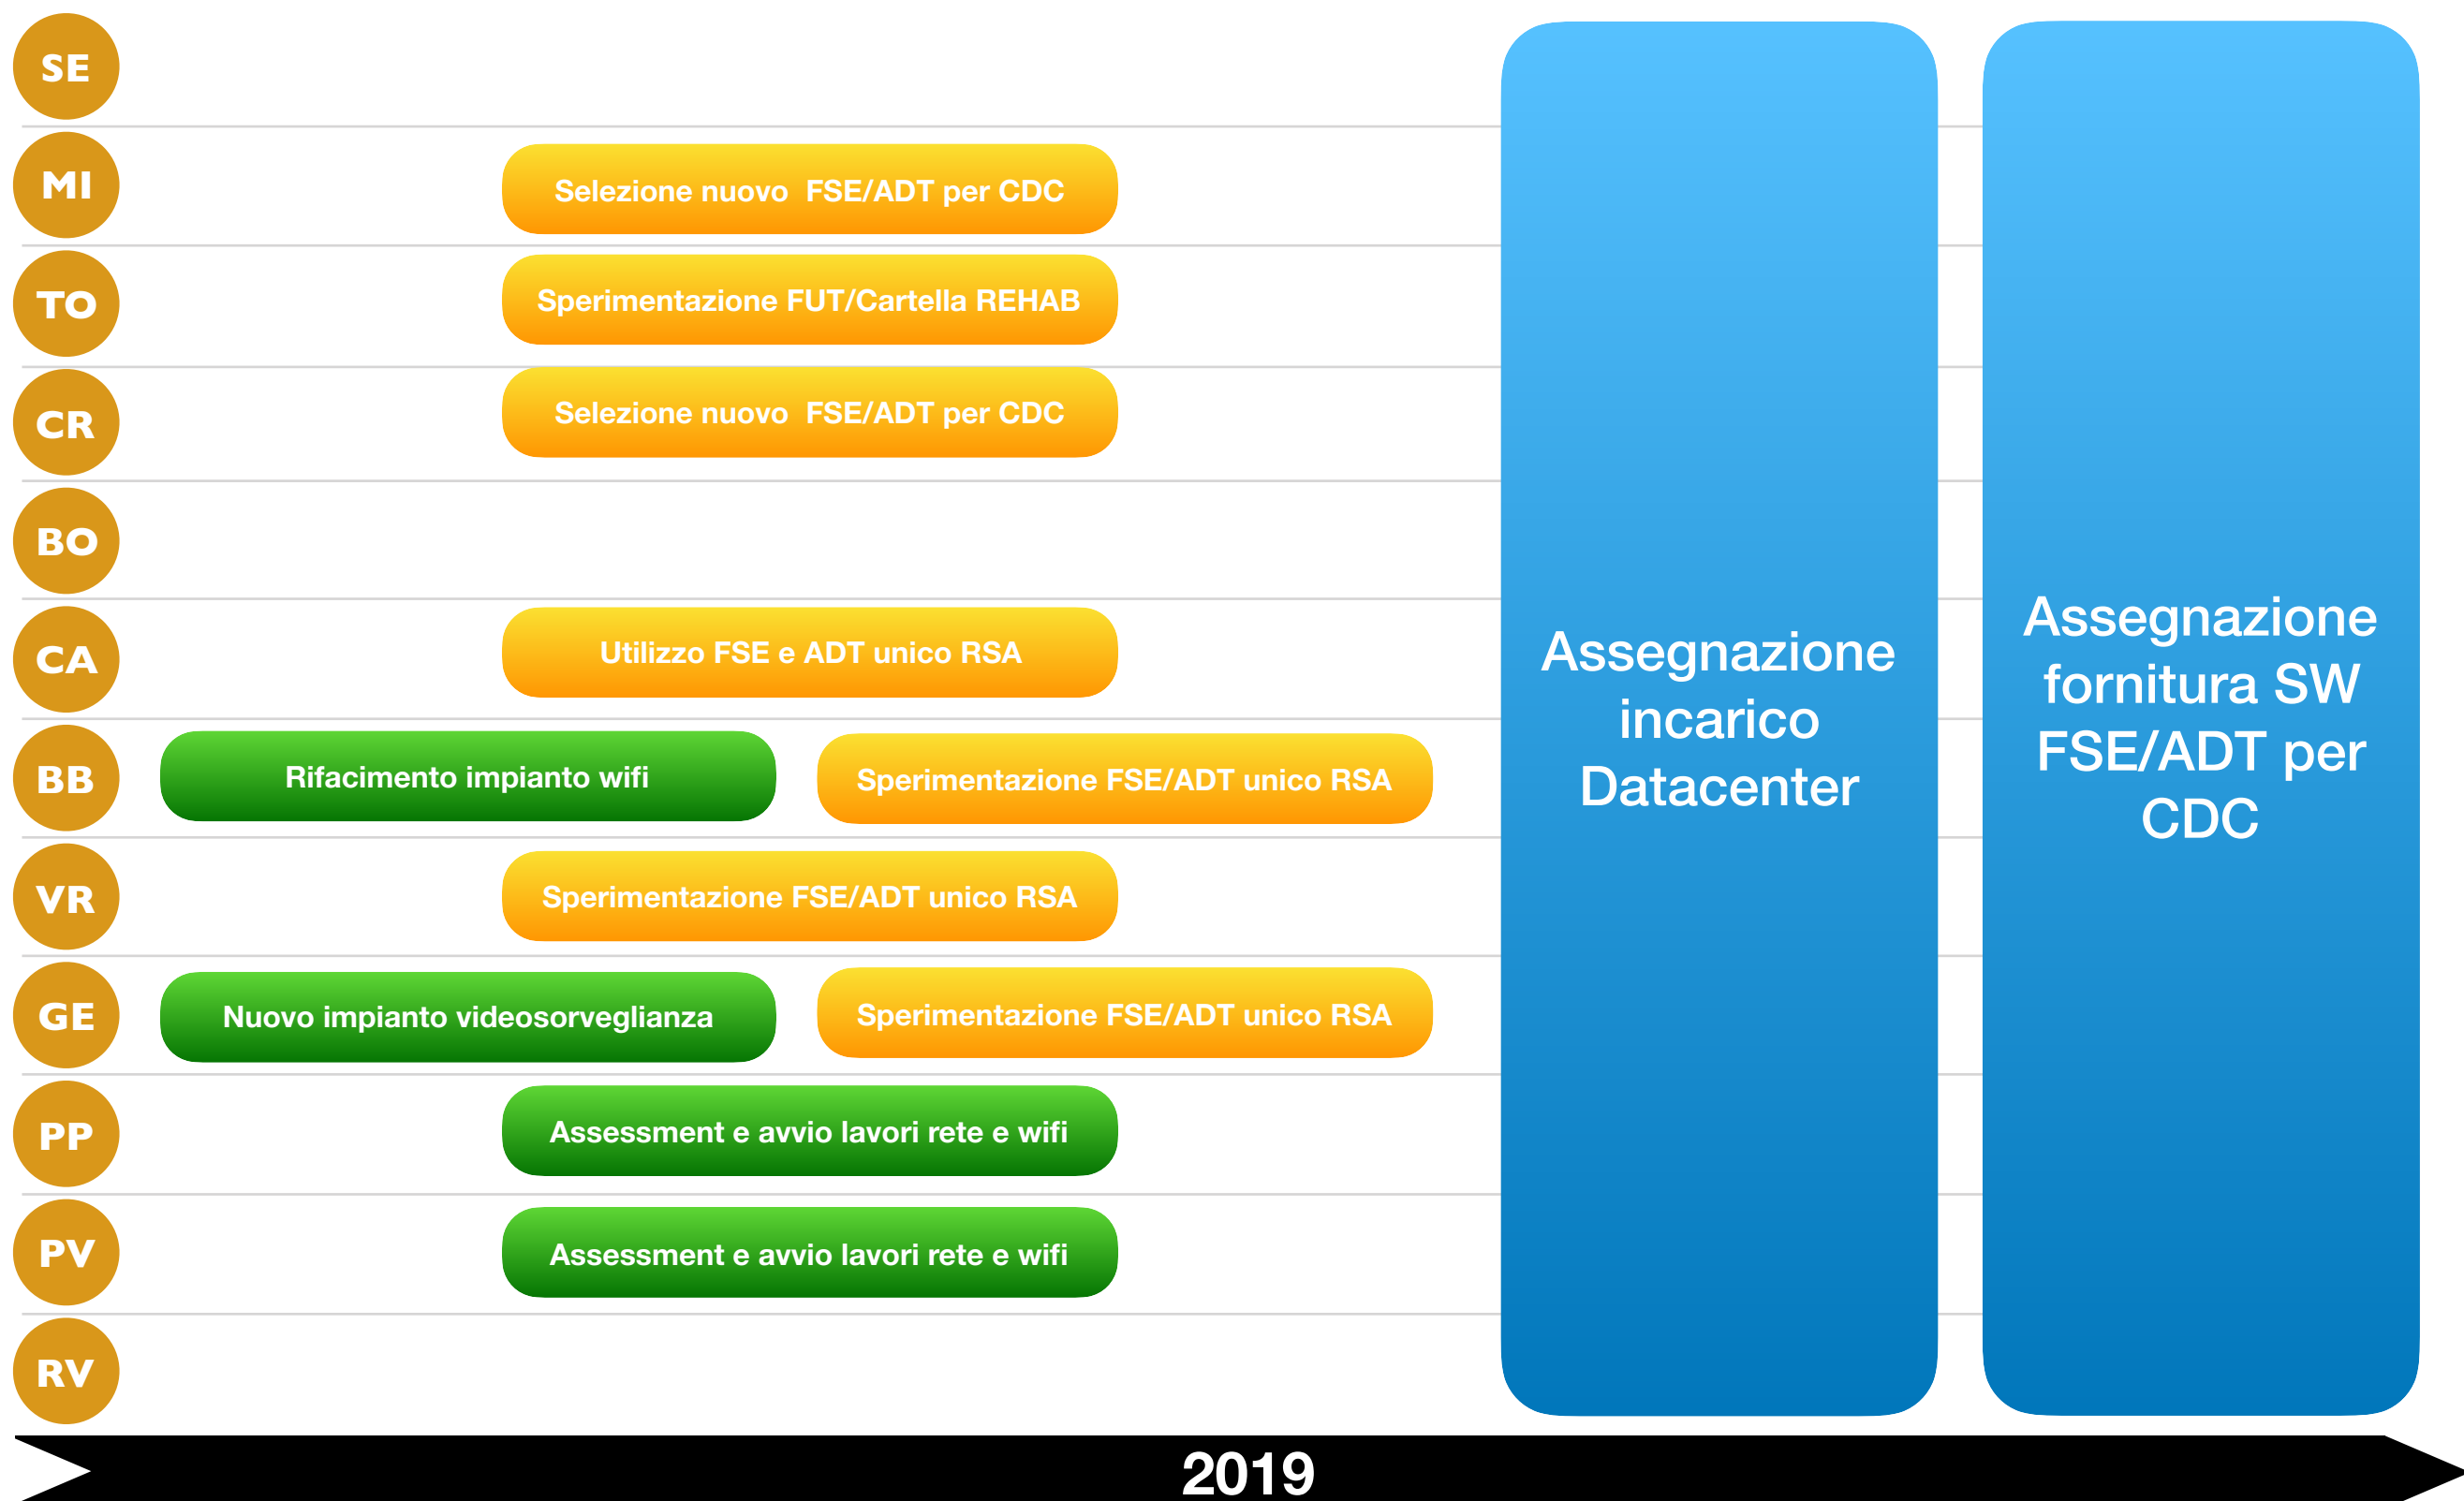 SE
MI
Selezione nuovo  FSE/ADT per CDC
TO
Sperimentazione FUT/Cartella REHAB
CR
Selezione nuovo  FSE/ADT per CDC
BO
CA
Utilizzo FSE e ADT unico RSA
BB
Rifacimento impianto wifi
Sperimentazione FSE/ADT unico RSA
VR
Sperimentazione FSE/ADT unico RSA
GE
Nuovo impianto videosorveglianza
Sperimentazione FSE/ADT unico RSA
PP
Assessment e avvio lavori rete e wifi
PV
Assessment e avvio lavori rete e wifi
RV
Assegnazione
incarico
Datacenter
Assegnazione
fornitura SW
FSE/ADT per
CDC
2019